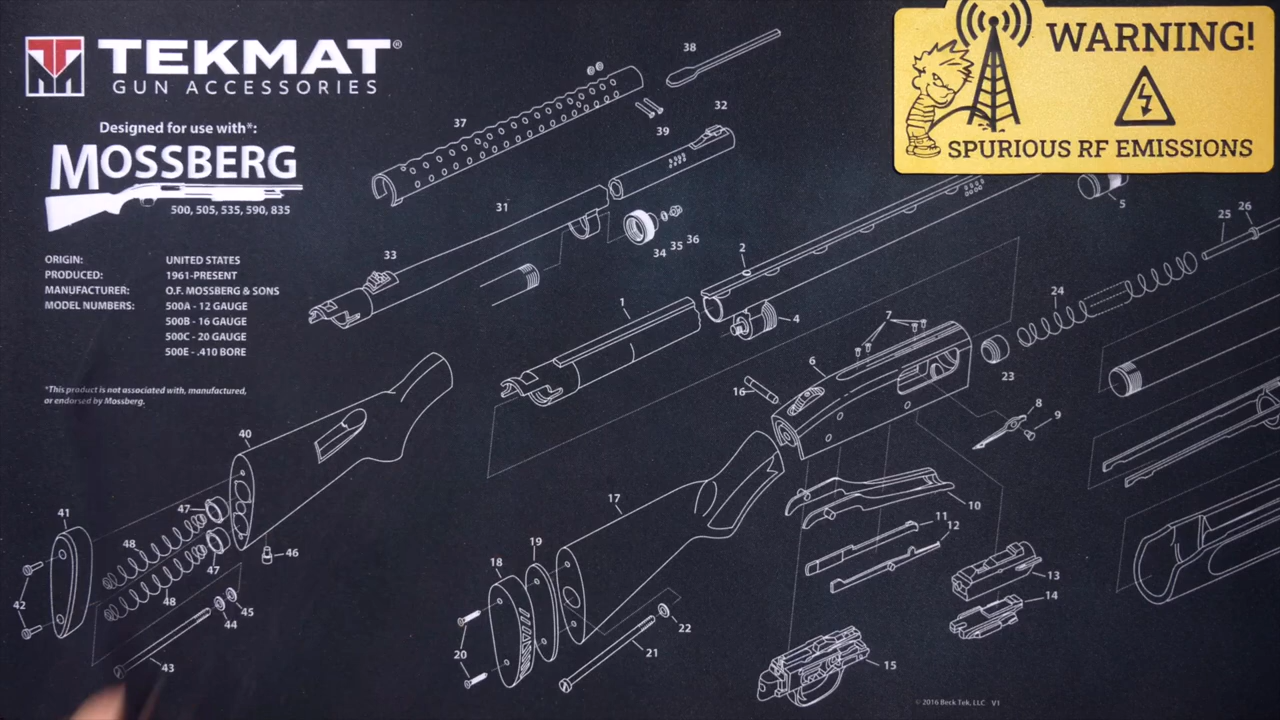 TEKMAT®
GUN ACCESSORIES
Designed for use with*:
MOSSBERG
500, 505, 535, 590, 835
ORIGIN: UNITED STATES
PRODUCED: 1961-PRESENT
MANUFACTURER: O.F. MOSSBERG & SONS
MODEL NUMBERS: 500A - 12 GAUGE
500B - 16 GAUGE
500C - 20 GAUGE
500E - .410 BORE
*This product is not associated with, manufactured,
or endorsed by Mossberg.
WARNING!
SPURIOUS RF EMISSIONS
38
37
39
32
31
33
34 35 36
2
1
4
5
25
26
24
7
6
23
16
8
9
10
11
12
13
14
15
40
41
47
48
47
48
46
42
45
44
43
17
19
18
20
21
22
© 2016 Beck Tek, LLC V1